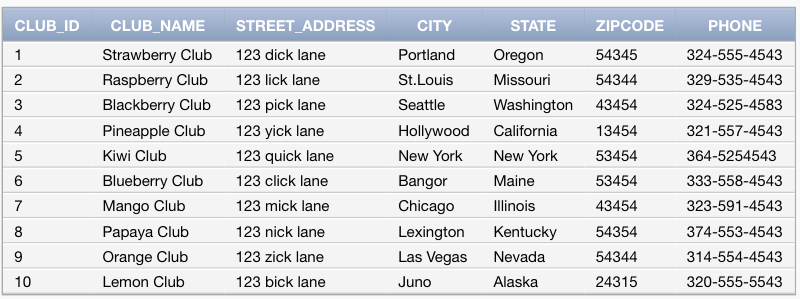 CLUB_ID CLUB_NAME STREET_ADDRESS CITY STATE ZIPCODE PHONE
1 Strawberry Club 123 dick lane Portland Oregon 54345 324-555-4543
2 Raspberry Club 123 lick lane St.Louis Missouri 54344 329-535-4543
3 Blackberry Club 123 pick lane Seattle Washington 43454 324-525-4583
4 Pineapple Club 123 yick lane Hollywood California 13454 321-557-4543
5 Kiwi Club 123 quick lane New York New York 53454 364-5254543
6 Blueberry Club 123 click lane Bangor Maine 53454 333-558-4543
7 Mango Club 123 mick lane Chicago Illinois 43454 323-591-4543
8 Papaya Club 123 nick lane Lexington Kentucky 54354 374-553-4543
9 Orange Club 123 zick lane Las Vegas Nevada 54344 314-554-4543
10 Lemon Club 123 bick lane Juno Alaska 24315 320-555-5543